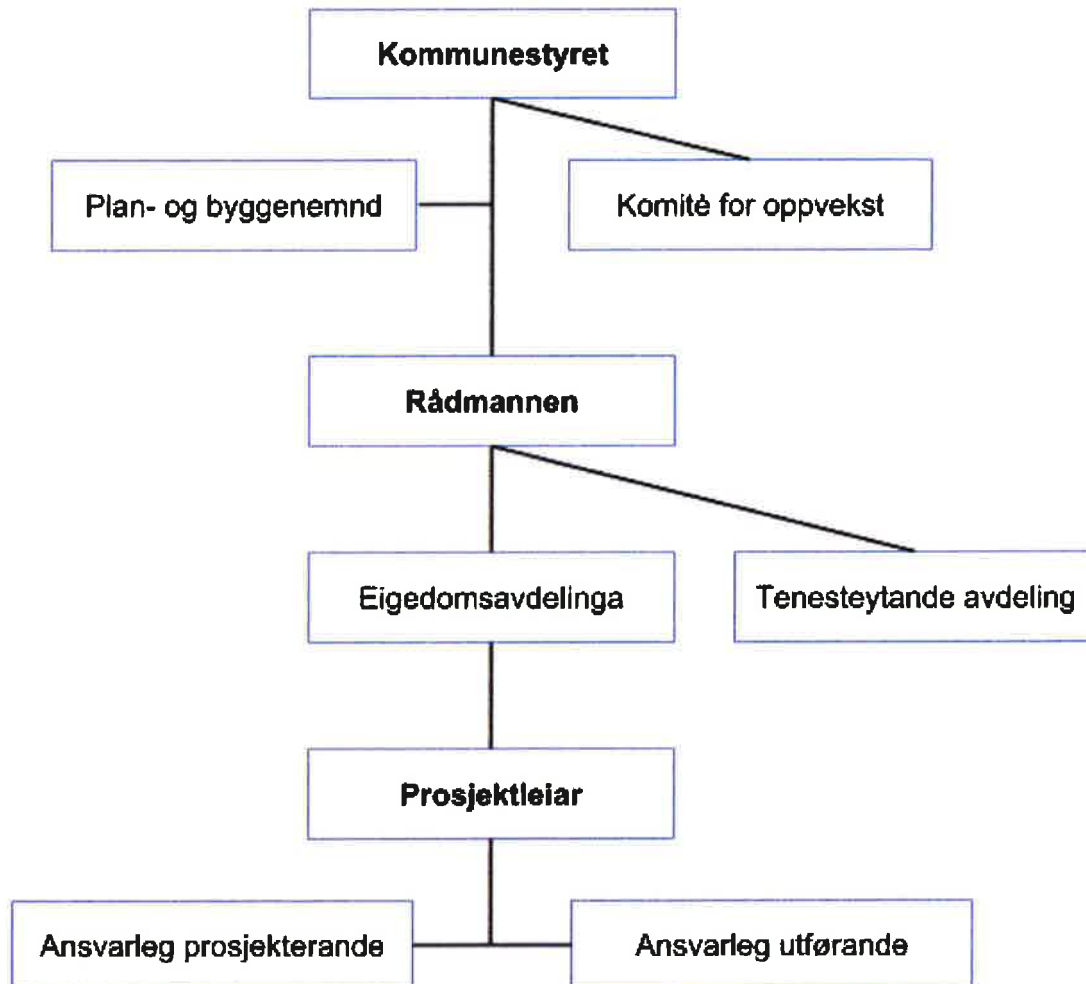 Kommunestyret
Plan- og byggenemnd
Komitè for oppvekst
Rådmannen
Eigedomsavdelinga
Tenesteytande avdeling
Prosjektleiar
Ansvarleg prosjekterande
Ansvarleg utførande